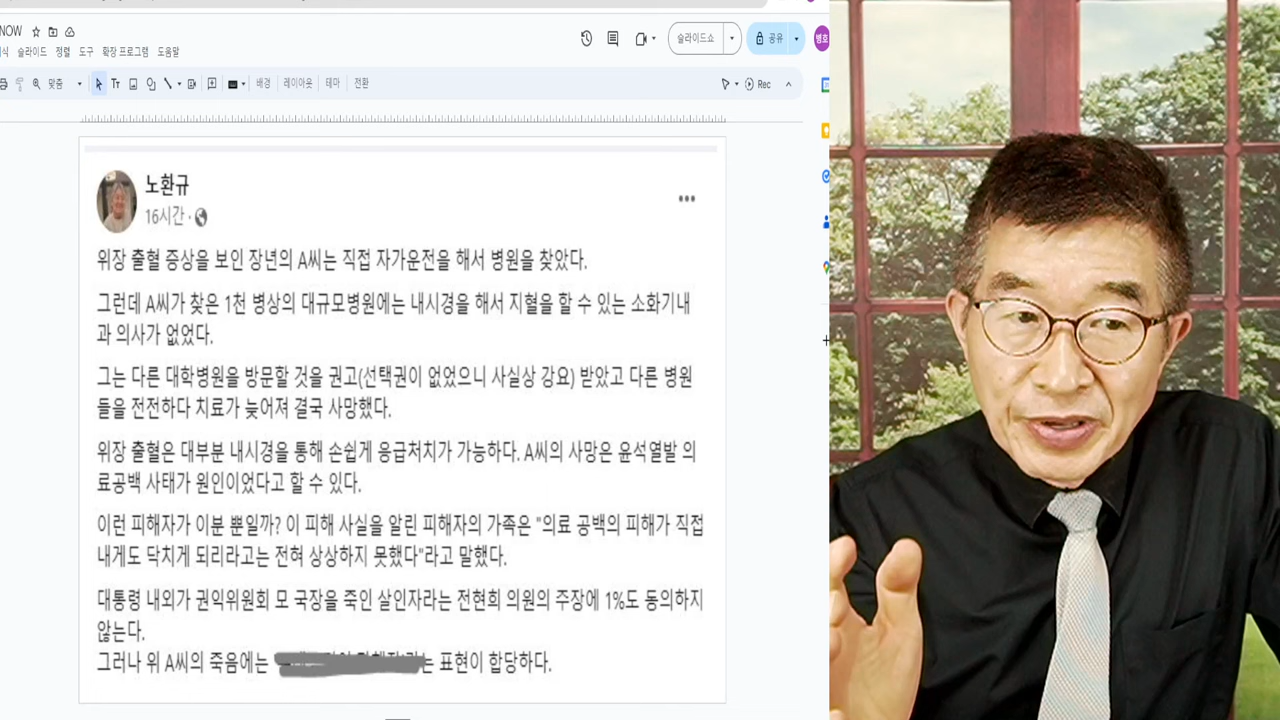 NOW
슬라이드 정렬 도구 확장 프로그램 도움말
슬라이드쇼
공유
병호
맞춤
Tт
배경 레이아웃 테마 전환
Rec
노환규
16시간 ·
위장 출혈 증상을 보인 장년의 A씨는 직접 자가운전을 해서 병원을 찾았다.
그런데 A씨가 찾은 1천 병상의 대규모병원에는 내시경을 해서 지혈을 할 수 있는 소화기내
과 의사가 없었다.
그는 다른 대학병원을 방문할 것을 권고(선택권이 없었으니 사실상 강요) 받았고 다른 병원
들을 전전하다 치료가 늦어져 결국 사망했다.
위장 출혈은 대부분 내시경을 통해 손쉽게 응급처치가 가능하다. A씨의 사망은 윤석열발 의
료공백 사태가 원인이었다고 할 수 있다.
이런 피해자가 이분 뿐일까? 이 피해 사실을 알린 피해자의 가족은 "의료 공백의 피해가 직접
내게도 닥치게 되리라고는 전혀 상상하지 못했다"라고 말했다.
대통령 내외가 권익위원회 모 국장을 죽인 살인자라는 전현희 의원의 주장에 1%도 동의하지
않는다.
그러나 위 A씨의 죽음에는 는 표현이 합당하다.